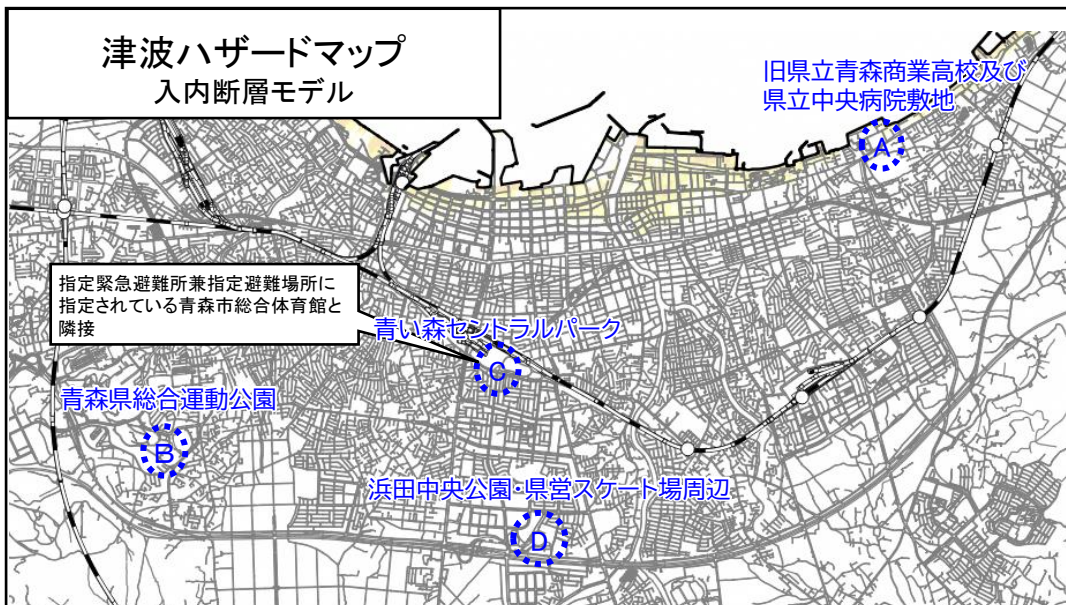 津波ハザードマップ
入内断層モデル
旧県立青森商業高校及び
県立中央病院敷地
A
指定緊急避難所兼指定避難場所に
指定されている青森市総合体育館と
隣接
青い森セントラルパーク
C
青森県総合運動公園
B
浜田中央公園・県営スケート場周辺
D